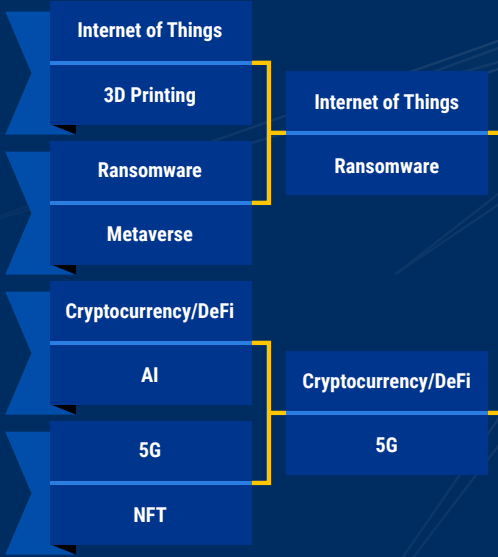 Internet of Things
3D Printing
Ransomware
Metaverse
Cryptocurrency/DeFi
AI
5G
NFT
Internet of Things
Ransomware
Cryptocurrency/DeFi
5G